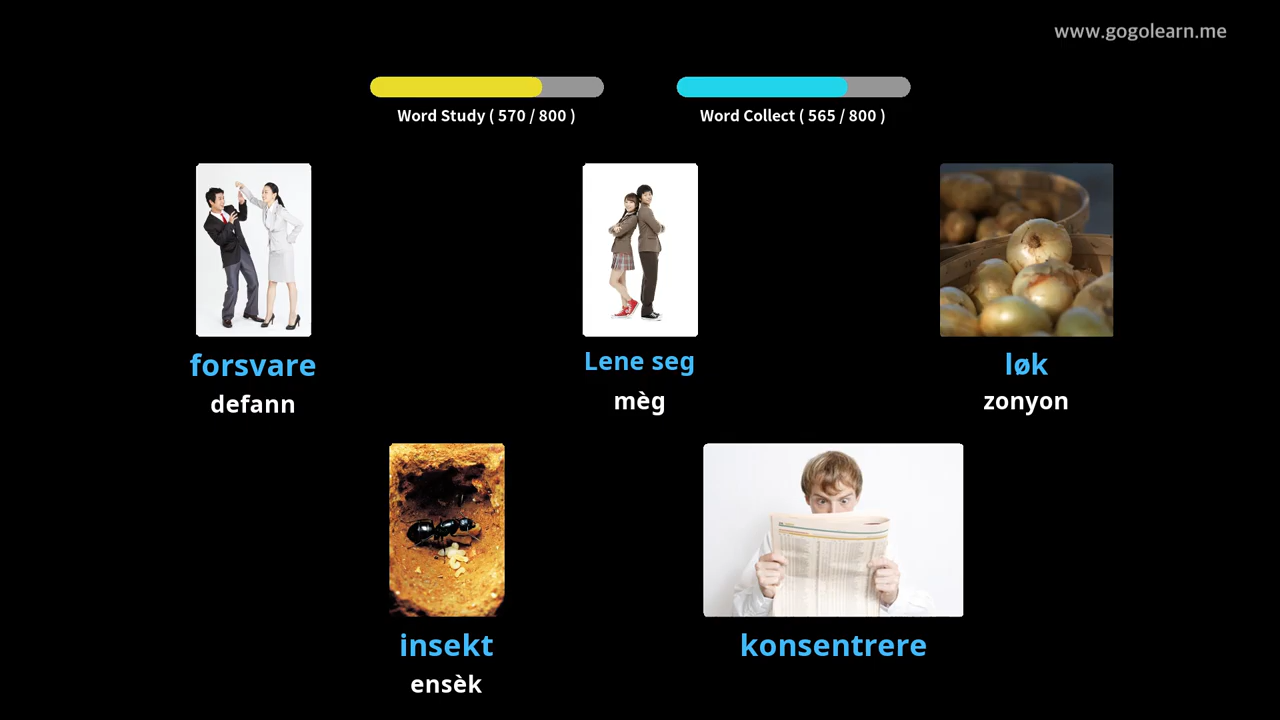 www.gogolearn.me
Word Study ( 570 / 800 )
Word Collect ( 565 / 800 )
forsvare
defann
Lene seg
mèg
løk
zonyon
insekt
ensèk
konsentrere